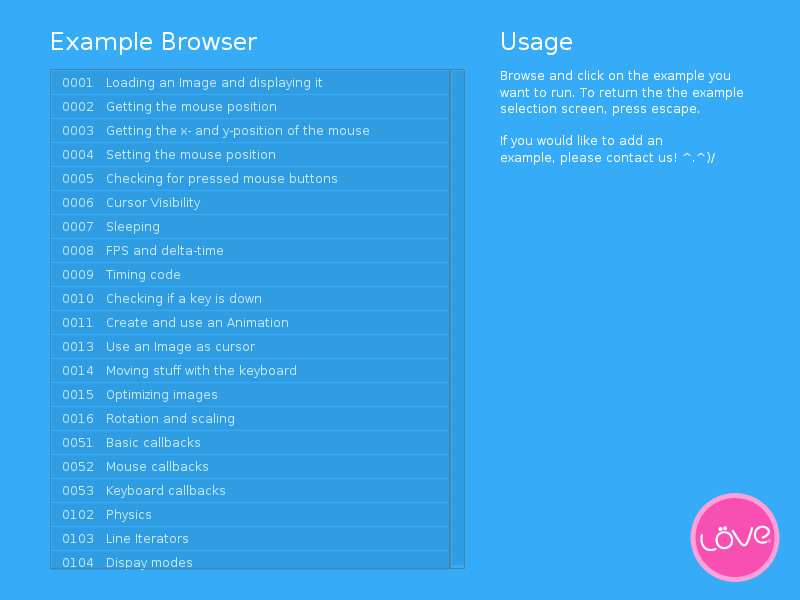 Example Browser
0001 Loading an Image and displaying it
0002 Getting the mouse position
0003 Getting the x- and y-position of the mouse
0004 Setting the mouse position
0005 Checking for pressed mouse buttons
0006 Cursor Visibility
0007 Sleeping
0008 FPS and delta-time
0009 Timing code
0010 Checking if a key is down
0011 Create and use an Animation
0013 Use an Image as cursor
0014 Moving stuff with the keyboard
0015 Optimizing images
0016 Rotation and scaling
0051 Basic callbacks
0052 Mouse callbacks
0053 Keyboard callbacks
0102 Physics
0103 Line Iterators
0104 Dispay modes
Usage
Browse and click on the example you
want to run. To return the the example
selection screen, press escape.
If you would like to add an
example, please contact us! ^.^)/
LÖVE